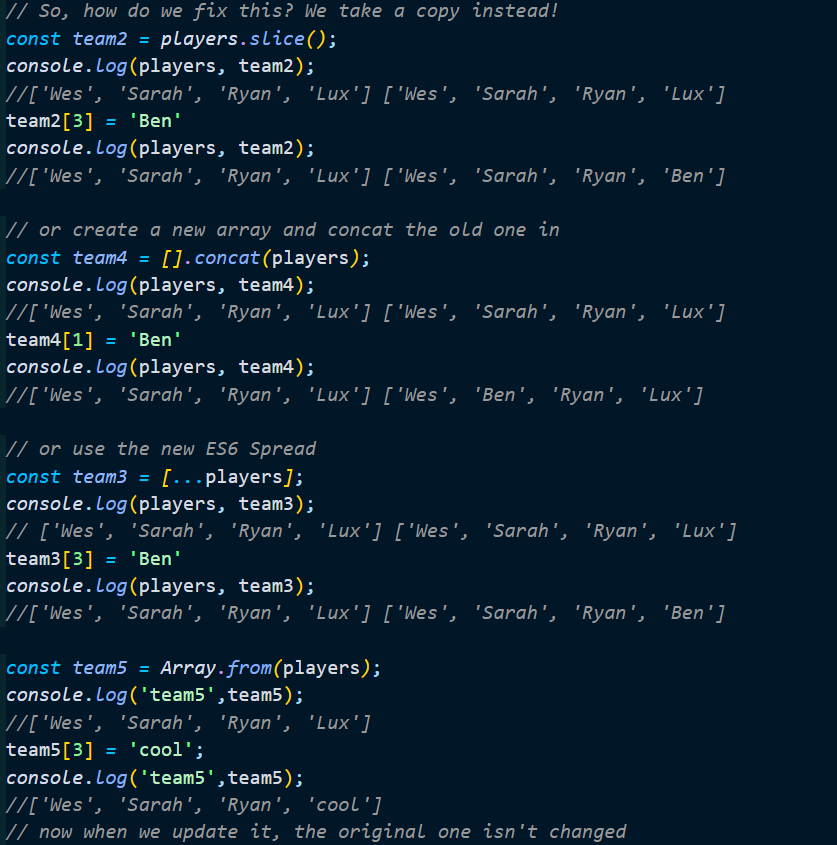 // So, how do we fix this? We take a copy instead!
const team2 = players.slice();
console.log(players, team2);
//['Wes', 'Sarah', 'Ryan', 'Lux'] ['Wes', 'Sarah', 'Ryan', 'Lux']
team2[3] = 'Ben'
console.log(players, team2);
//['Wes', 'Sarah', 'Ryan', 'Lux'] ['Wes', 'Sarah', 'Ryan', 'Ben']

// or create a new array and concat the old one in
const team4 = [].concat(players);
console.log(players, team4);
//['Wes', 'Sarah', 'Ryan', 'Lux'] ['Wes', 'Sarah', 'Ryan', 'Lux']
team4[1] = 'Ben'
console.log(players, team4);
//['Wes', 'Sarah', 'Ryan', 'Lux'] ['Wes', 'Ben', 'Ryan', 'Lux']

// or use the new ES6 Spread
const team3 = [...players];
console.log(players, team3);
// ['Wes', 'Sarah', 'Ryan', 'Lux'] ['Wes', 'Sarah', 'Ryan', 'Lux']
team3[3] = 'Ben'
console.log(players, team3);
//['Wes', 'Sarah', 'Ryan', 'Lux'] ['Wes', 'Sarah', 'Ryan', 'Ben']

const team5 = Array.from(players);
console.log('team5',team5);
//['Wes', 'Sarah', 'Ryan', 'Lux']
team5[3] = 'cool';
console.log('team5',team5);
//['Wes', 'Sarah', 'Ryan', 'cool']
// now when we update it, the original one isn't changed